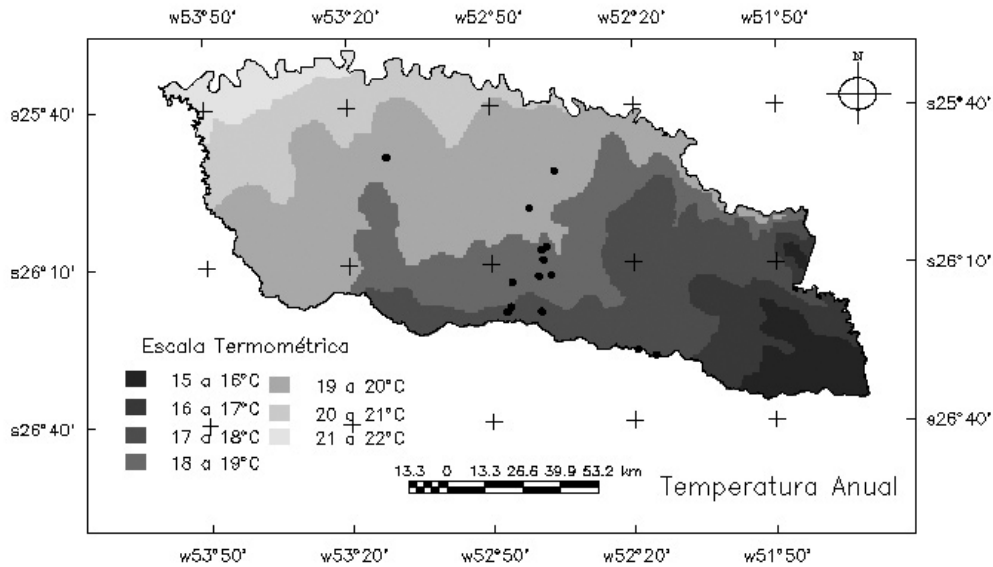 w53°50' w53°20' w52°50' w52°20' w51°50'
N
s25°40' s25°40'
s26°10' s26°10'
Escala Termométrica
15 a 16°C
16 a 17°C
17 a 18°C
18 a 19°C
19 a 20°C
20 a 21°C
21 a 22°C
s26°40' s26°40'
13.3 0 13.3 26.6 39.9 53.2 km
Temperatura Anual
w53°50' w53°20' w52°50' w52°20' w51°50'